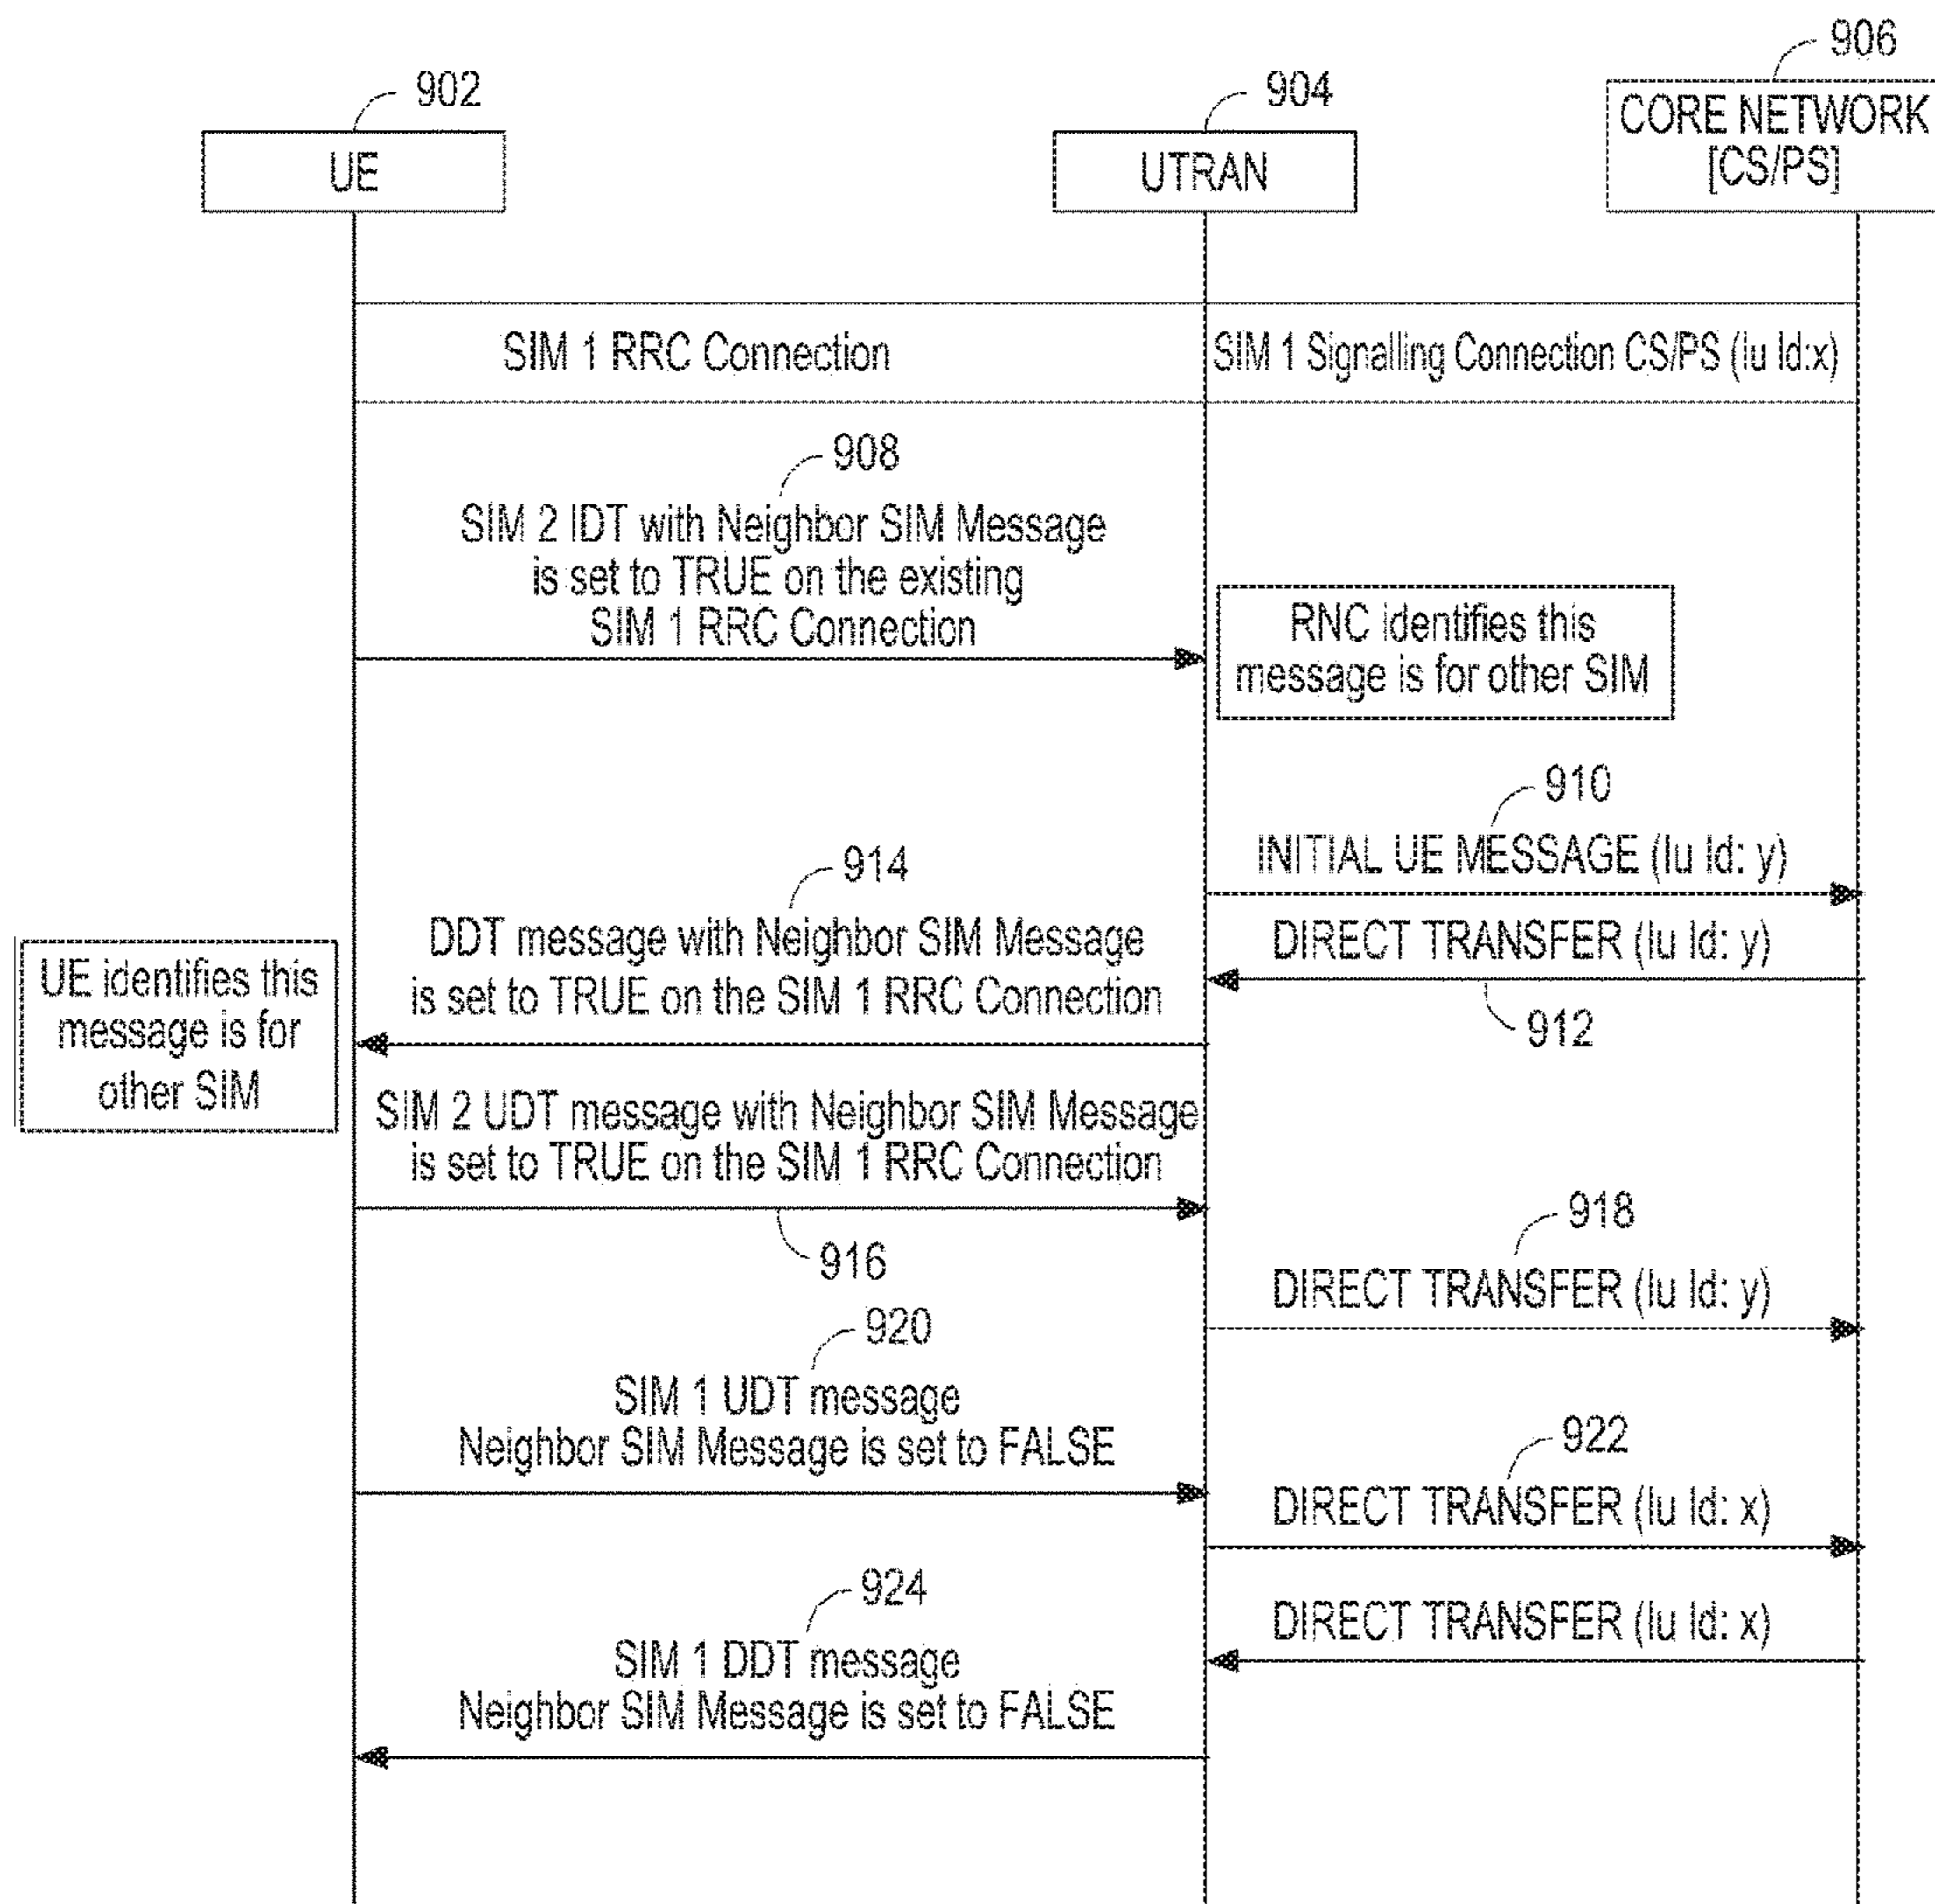 906
902
904
CORE NETWORK
[CS/PS]
UE
UTRAN
SIM 1 RRC Connection
SIM 1 Signalling Connection CS/PS (Iu Id:x)
908
SIM 2 IDT with Neighbor SIM Message
is set to TRUE on the existing
SIM 1 RRC Connection
RNC identifies this
message is for other SIM
910
INITIAL UE MESSAGE (Iu Id: y)
914
DDT message with Neighbor SIM Message
is set to TRUE on the SIM 1 RRC Connection
DIRECT TRANSFER (Iu Id: y)
912
UE identifies this
message is for
other SIM
SIM 2 UDT message with Neighbor SIM Message
is set to TRUE on the SIM 1 RRC Connection
916
918
DIRECT TRANSFER (Iu Id: y)
920
SIM 1 UDT message
Neighbor SIM Message is set to FALSE
922
DIRECT TRANSFER (Iu Id: x)
924
SIM 1 DDT message
Neighbor SIM Message is set to FALSE
DIRECT TRANSFER (Iu Id: x)